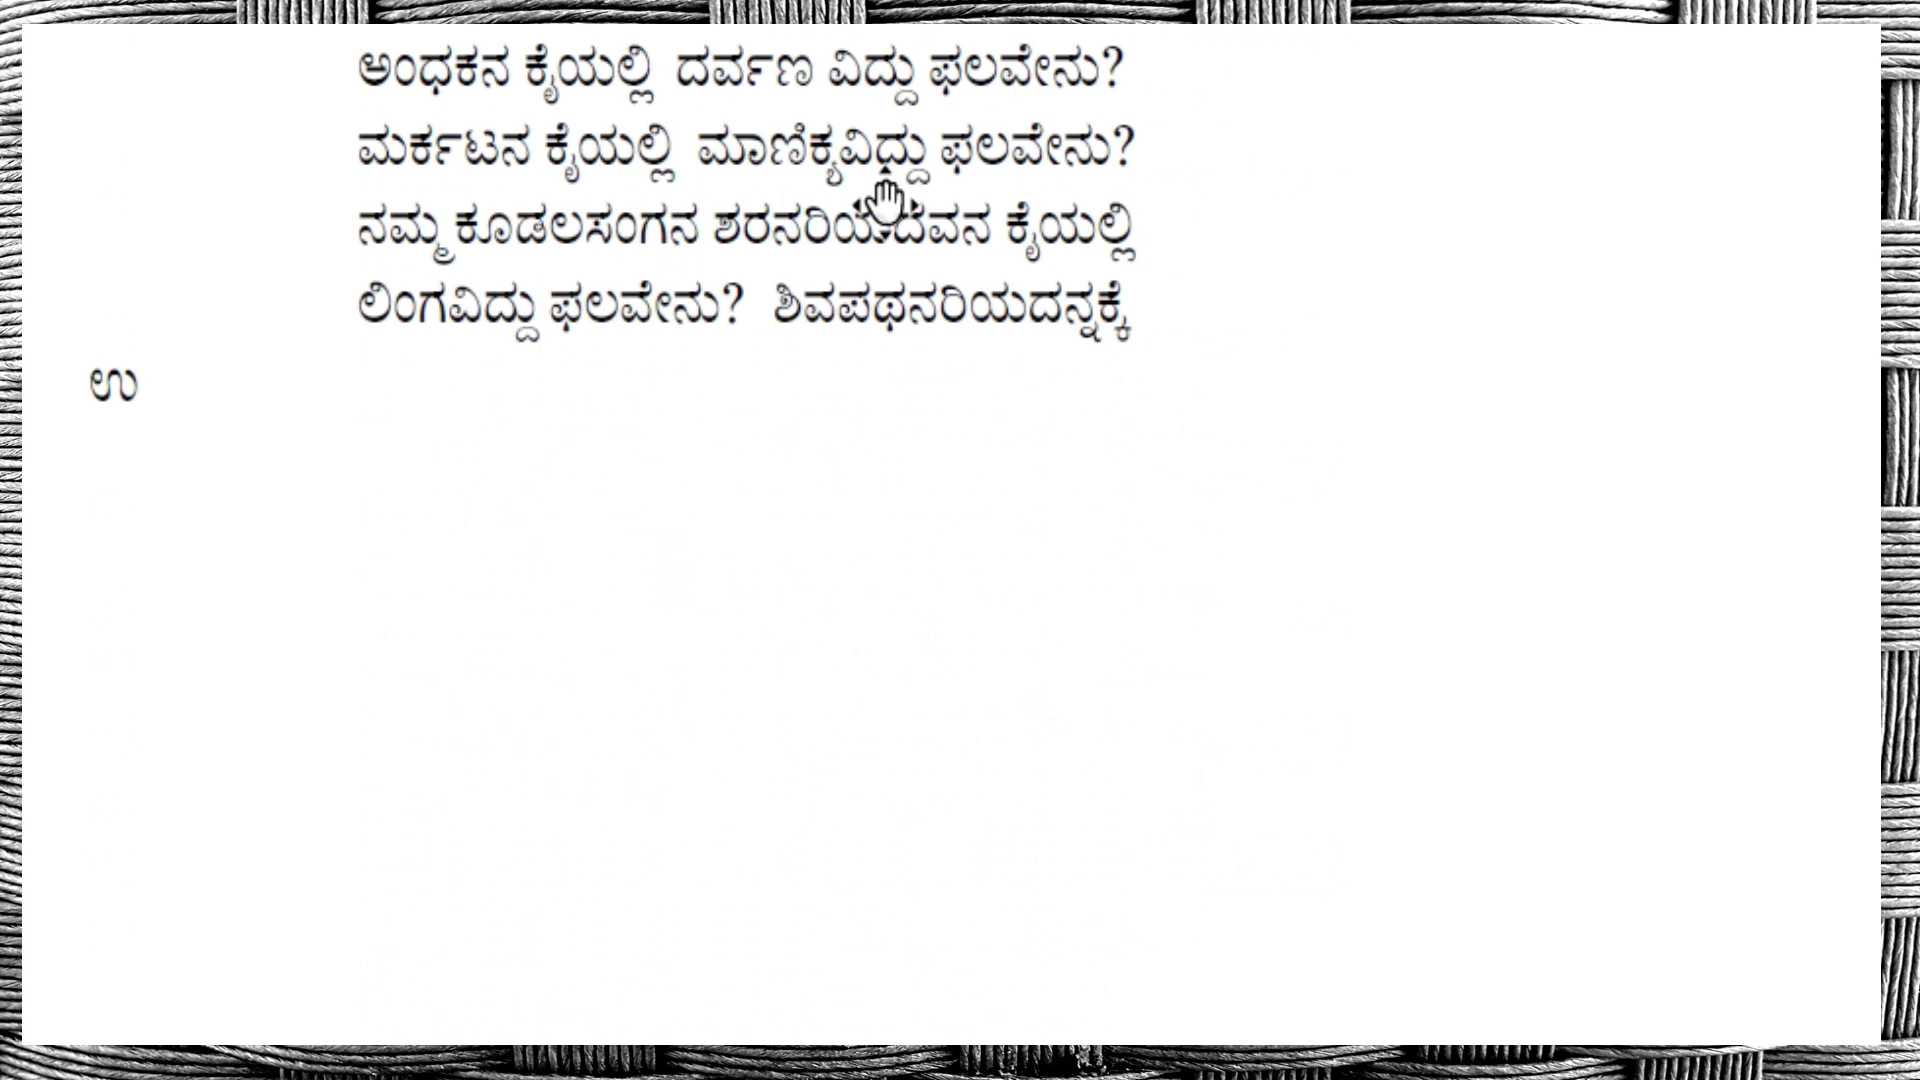 ಅಂಧಕನ ಕೈಯಲ್ಲಿ ದರ್ವಣ ವಿದ್ದು ಫಲವೇನು?
ಮರ್ಕಟನ ಕೈಯಲ್ಲಿ ಮಾಣಿಕ್ಯವಿದ್ದು ಫಲವೇನು?
ನಮ್ಮ ಕೂಡಲಸಂಗನ ಶರನರಿಯದವನ ಕೈಯಲ್ಲಿ
ಲಿಂಗವಿದ್ದು ಫಲವೇನು? ಶಿವಪಥನರಿಯದನ್ನಕ್ಕೆ
ಉ